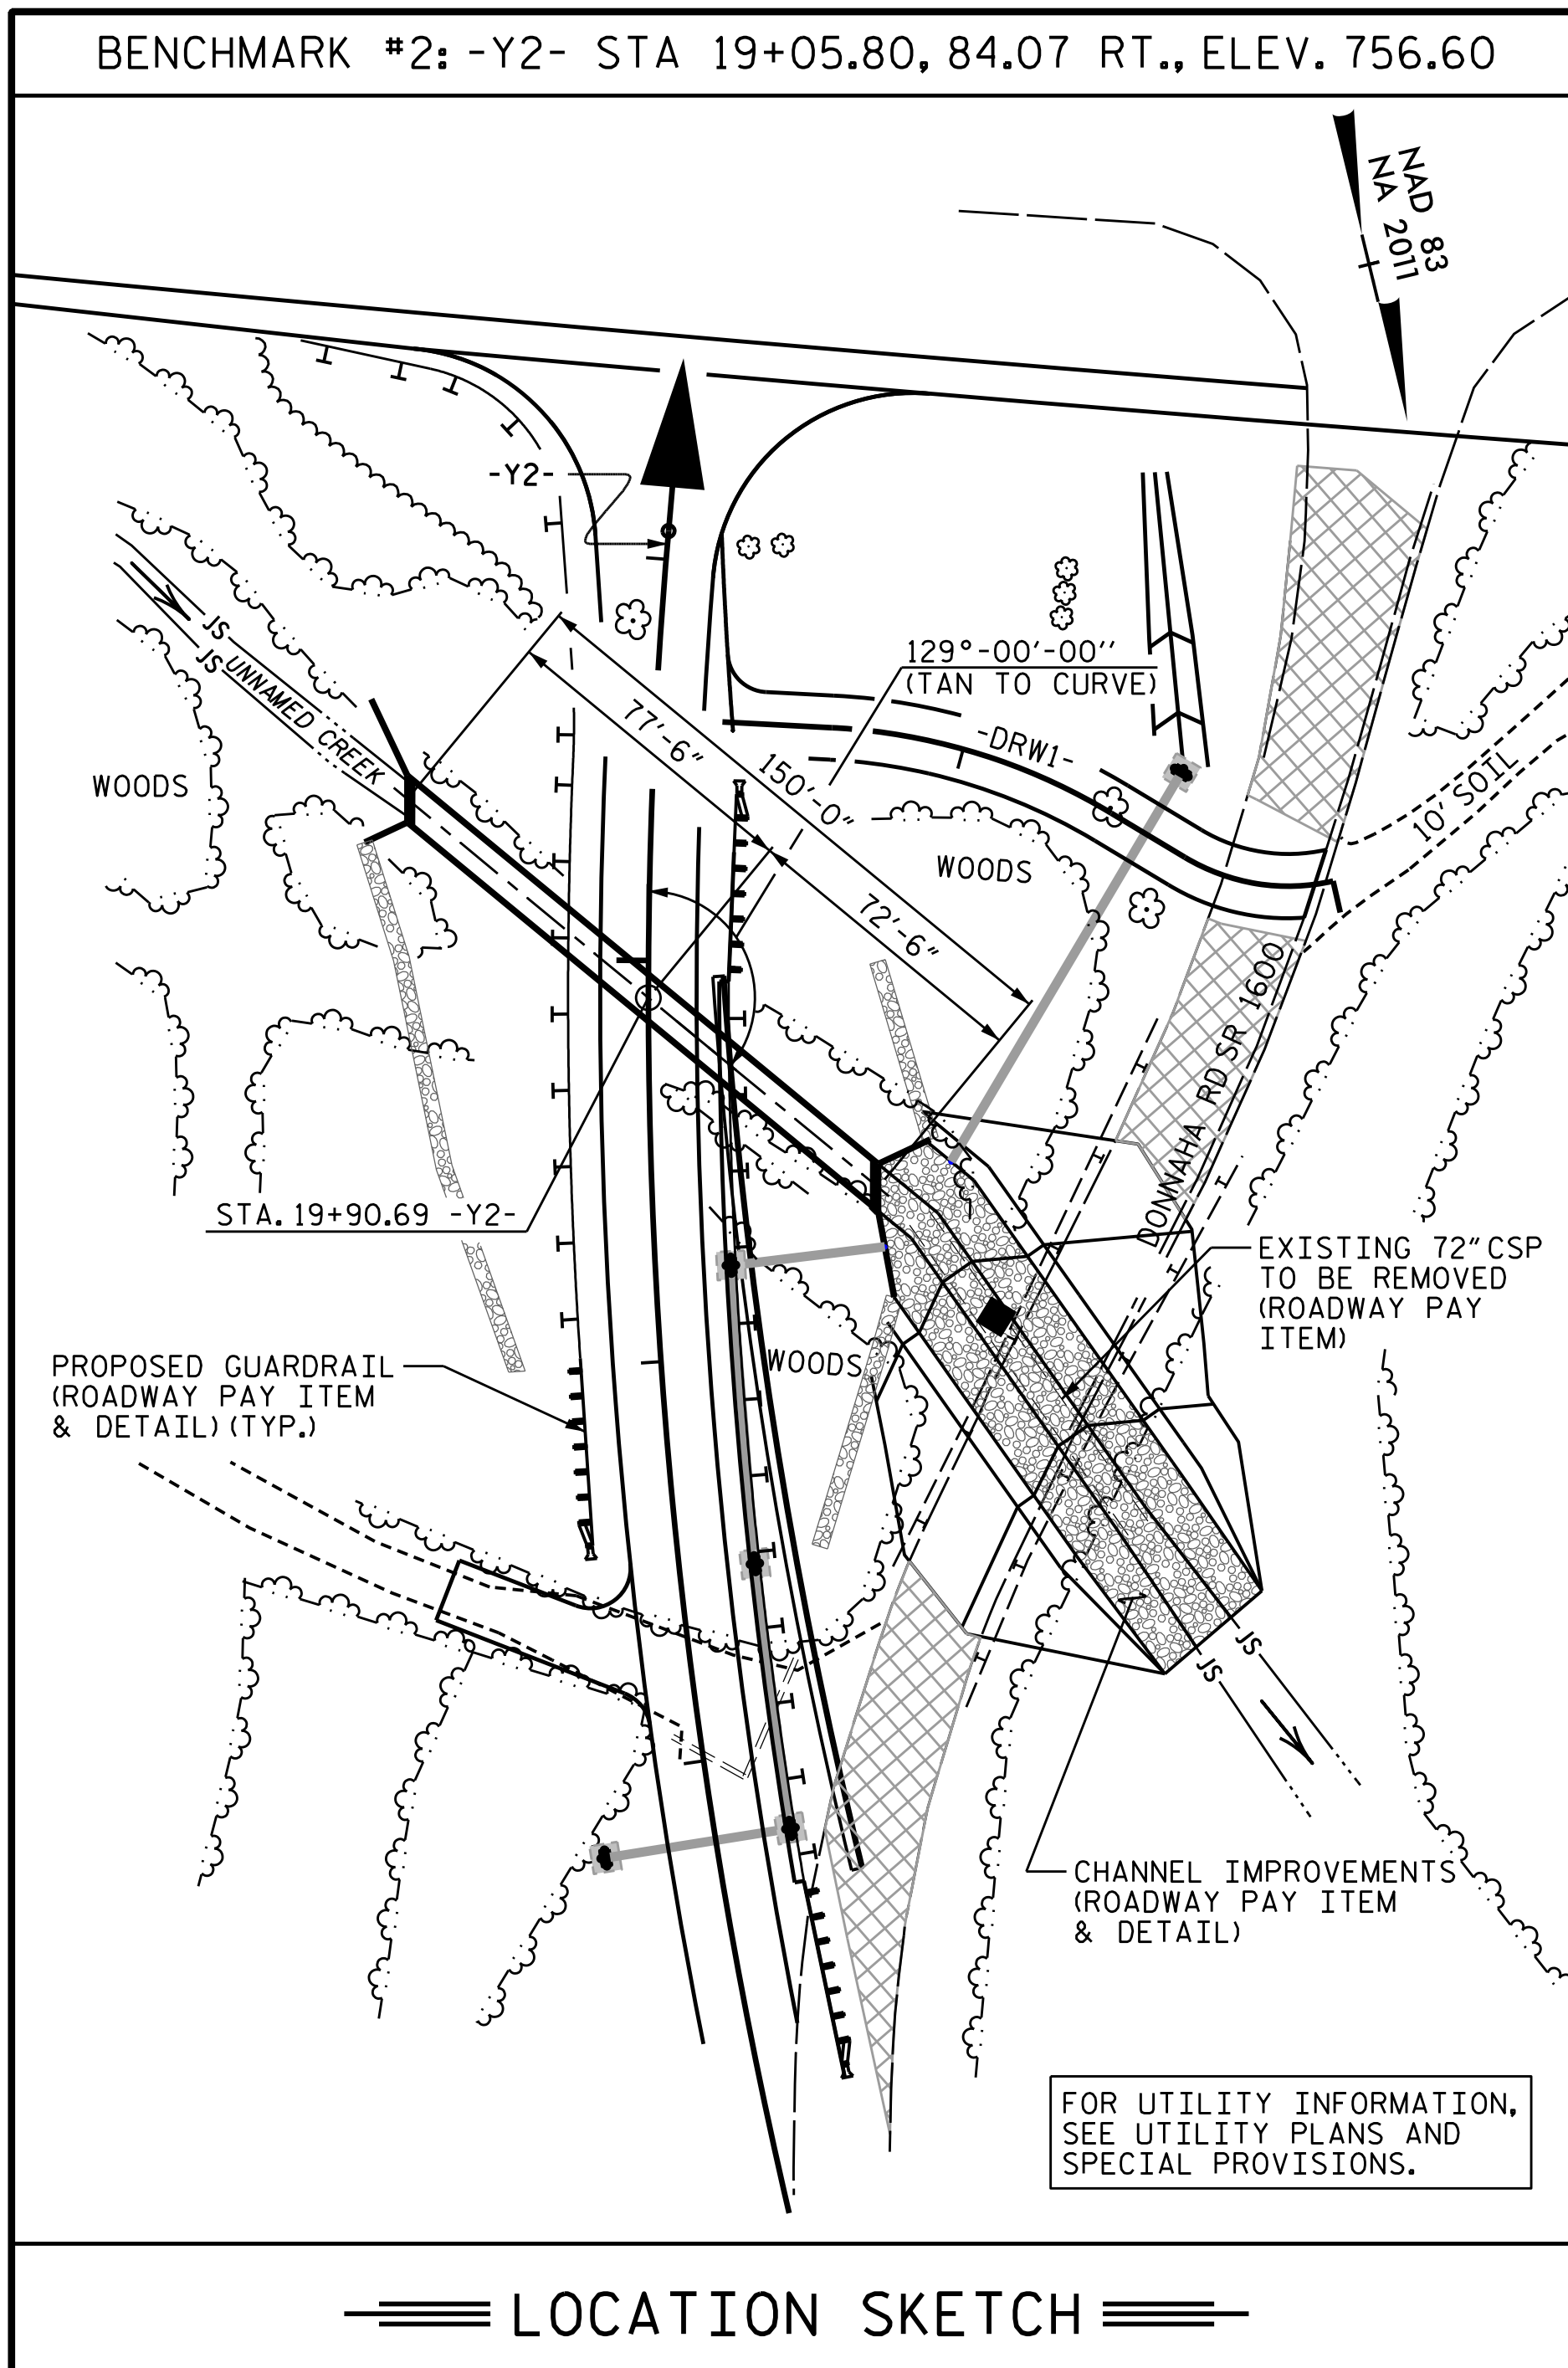 BENCHMARK #2: -Y2- STA 19+05.80, 84.07 RT., ELEV. 756.60
NAD 83
NA 2011
-Y2-
JS
JS
UNNAMED CREEK
129°-00'-00''
(TAN TO CURVE)
77'-6"
150'-0"
-DRW1-
WOODS
10' SOIL
WOODS
72'-6"
DONNAHA RD SR 1600
STA. 19+90.69 -Y2-
EXISTING 72" CSP
TO BE REMOVED
(ROADWAY PAY
ITEM)
PROPOSED GUARDRAIL
(ROADWAY PAY ITEM
& DETAIL) (TYP.)
WOODS
JS
JS
CHANNEL IMPROVEMENTS
(ROADWAY PAY ITEM
& DETAIL)
FOR UTILITY INFORMATION,
SEE UTILITY PLANS AND
SPECIAL PROVISIONS.
LOCATION SKETCH